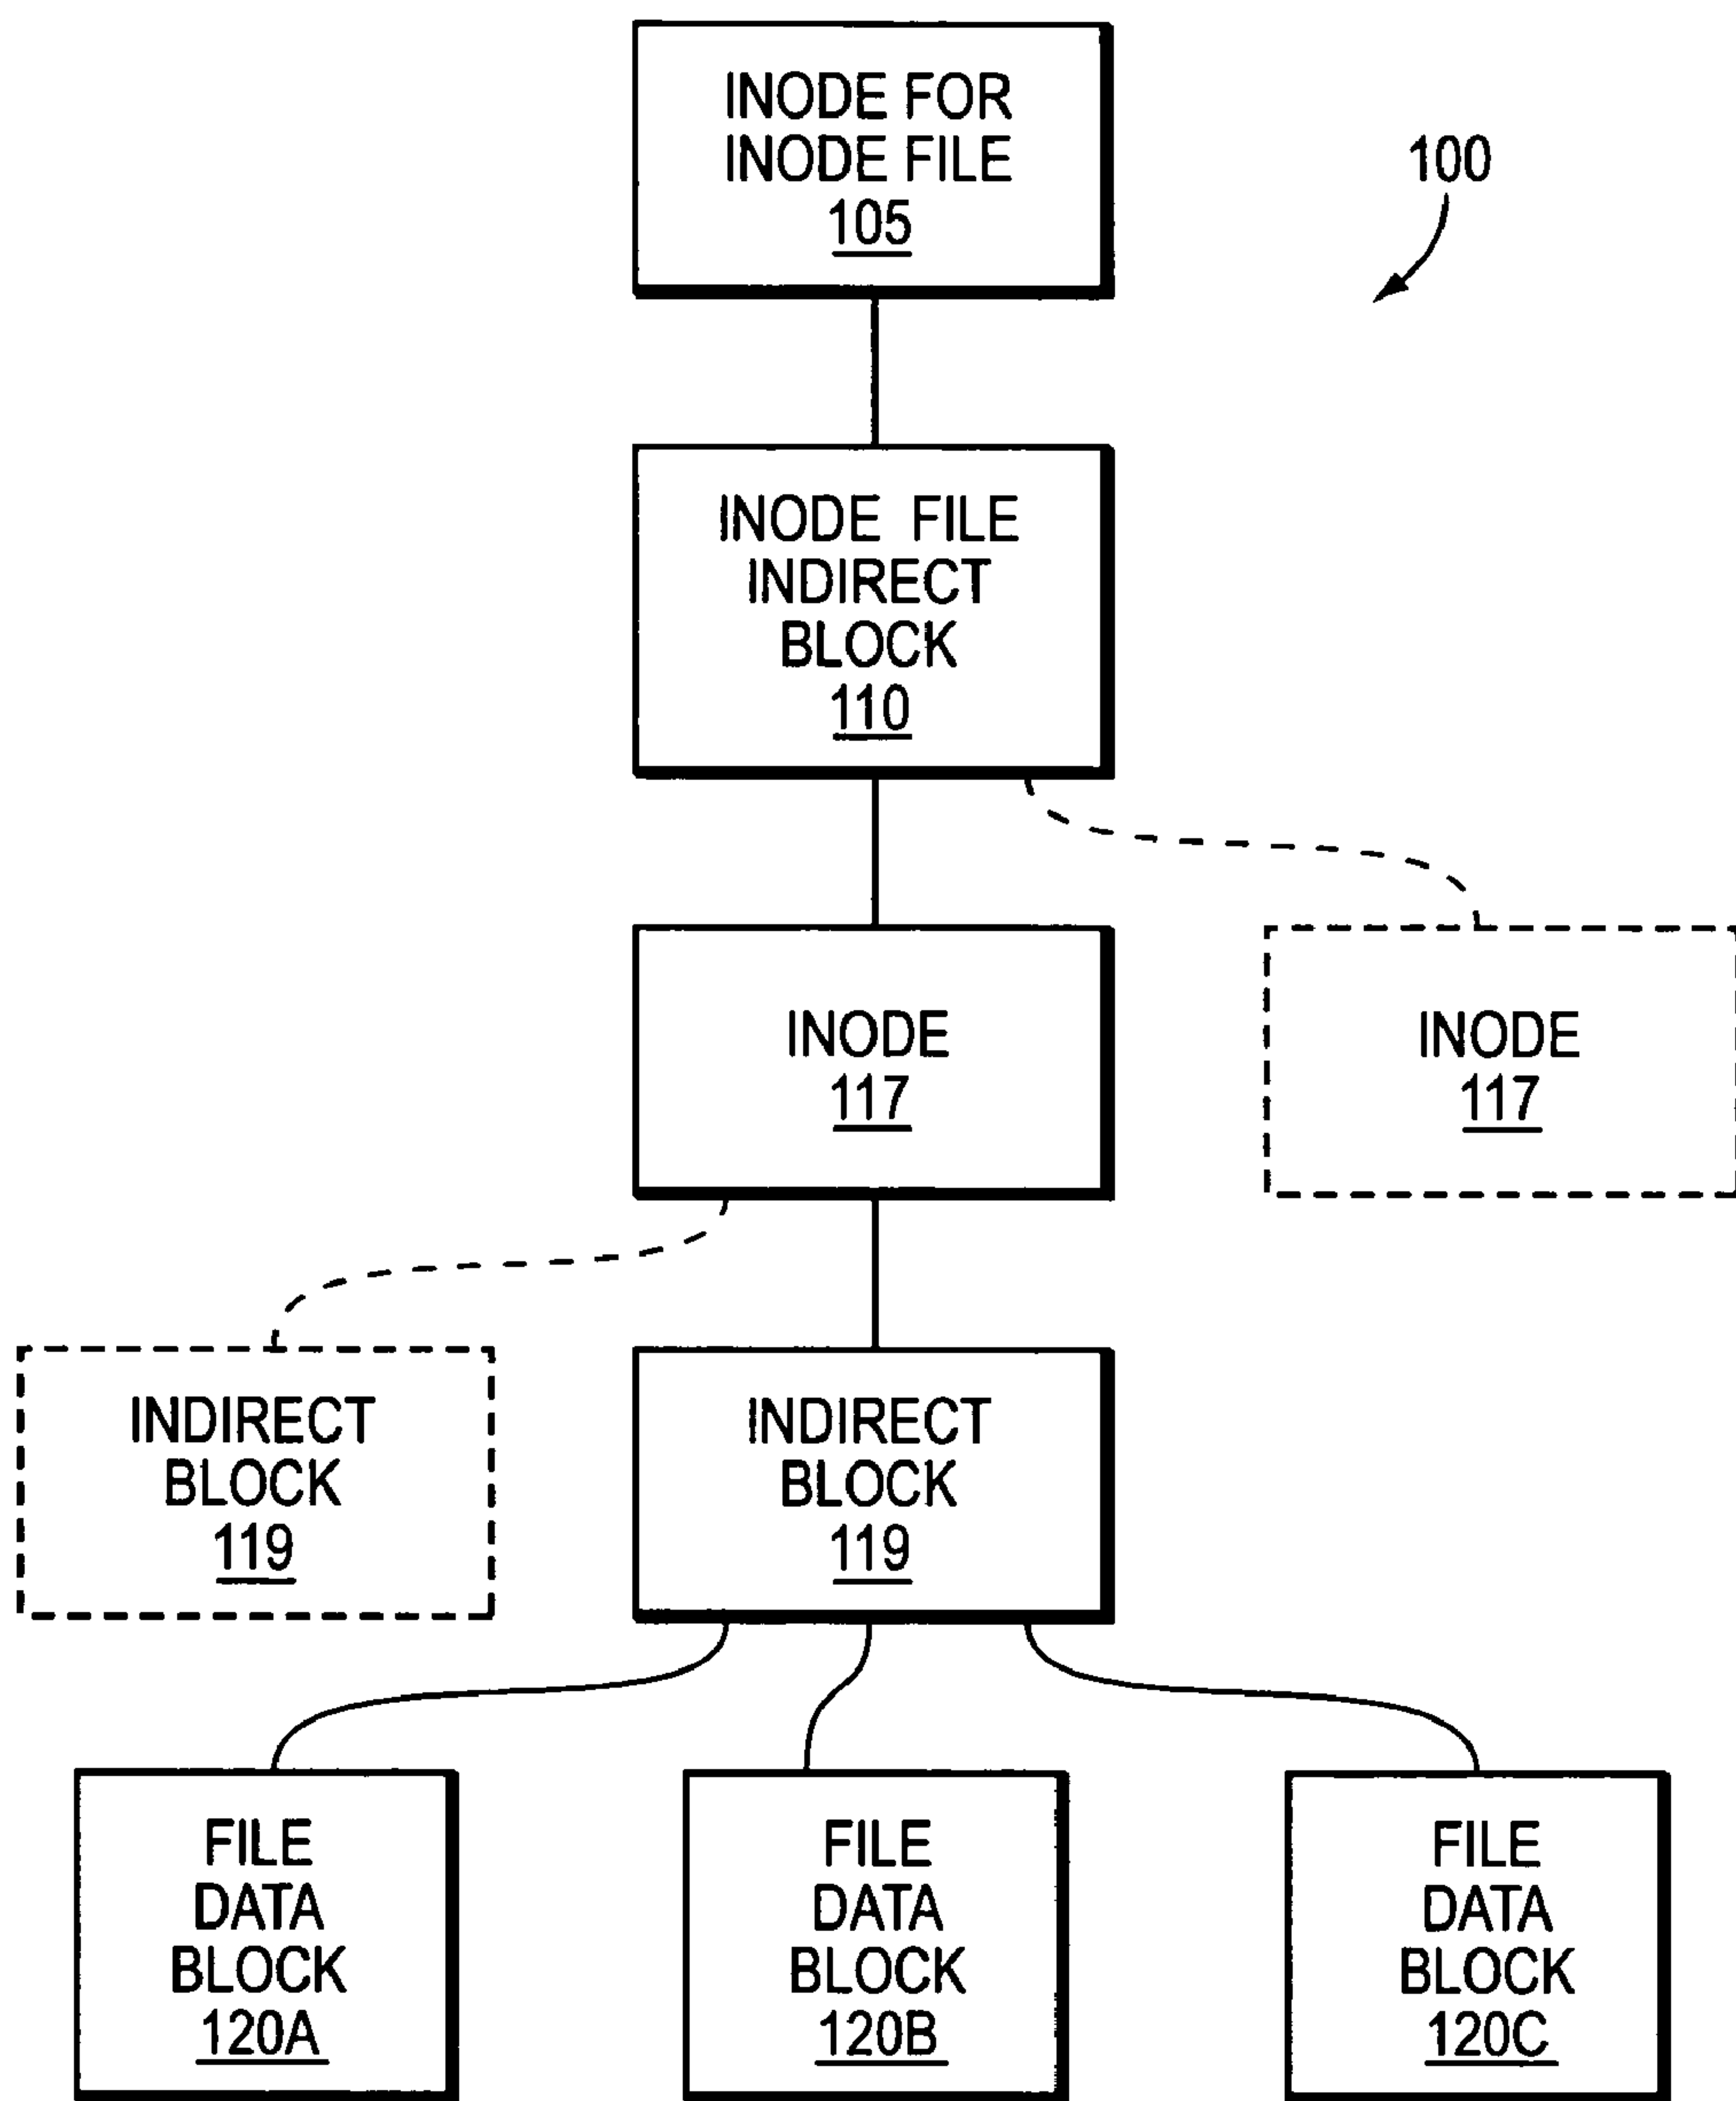 INODE FOR
INODE FILE
105
100
INODE FILE
INDIRECT
BLOCK
110
INODE
117
INODE
117
INDIRECT
BLOCK
119
INDIRECT
BLOCK
119
FILE
DATA
BLOCK
120A
FILE
DATA
BLOCK
120B
FILE
DATA
BLOCK
120C